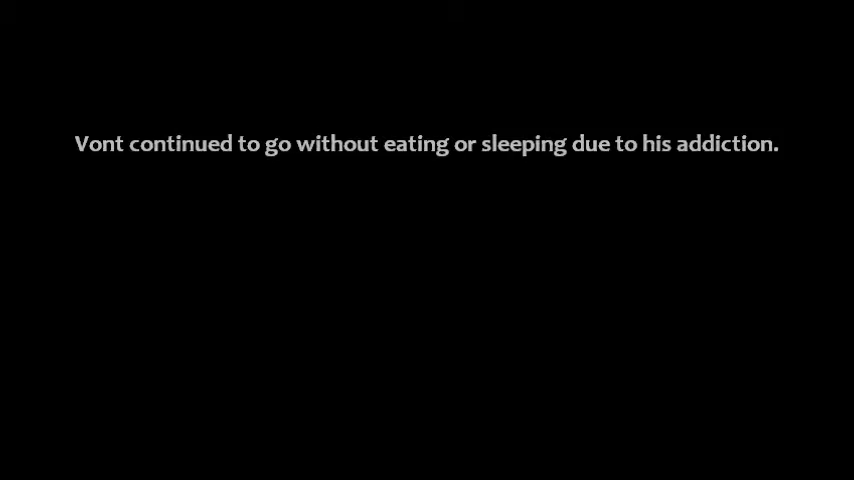 Vont continued to go without eating or sleeping due to his addiction.